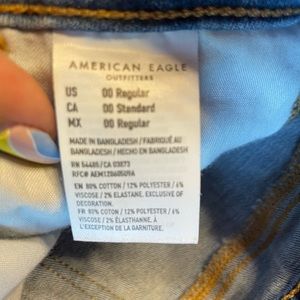 AMERICAN EAGLE
OUTFITTERS
US 00 Regular
CA 00 Standard
MX 00 Regular
MADE IN BANGLADESH / FABRIQUÉ AU
BANGLADESH / HECHO EN BANGLADESH
RN 54485/CA 03873
EN 80% COTTON / 12% POLYESTER / 6%
VISCOSE / 2% ELASTANE. EXCLUSIVE OF
DECORATION.
FR 80% COTON / 12% POLYESTER / 6%
VISCOSE / 2% ÉLASTHANNE. À
L'EXCEPTION DE LA GARNITURE.